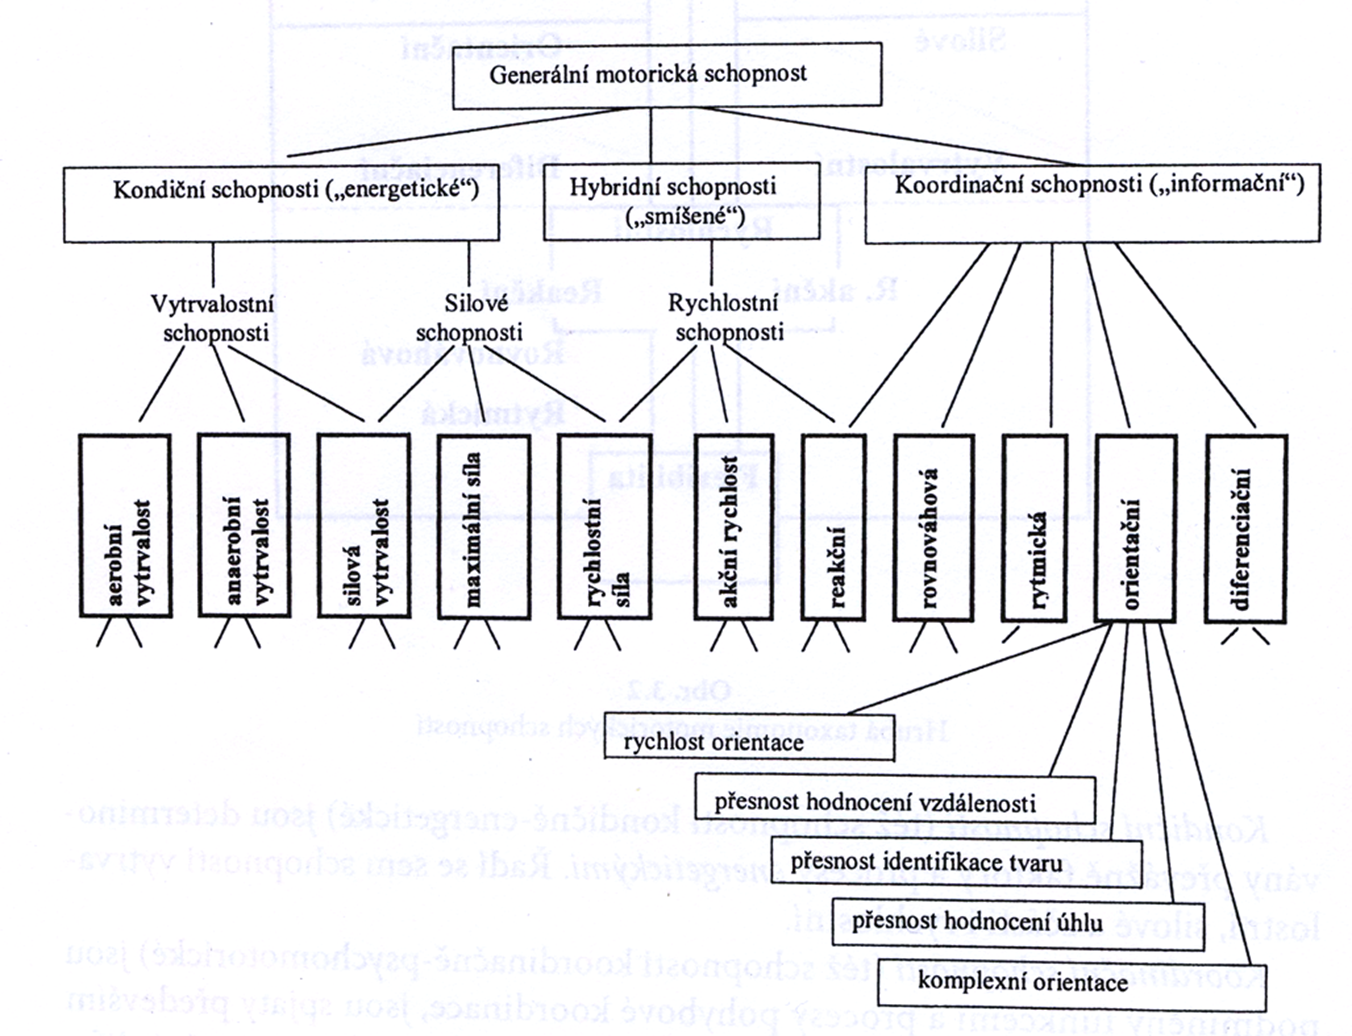 Generální motorická schopnost
Kondiční schopnosti („energetické“)
Hybridní schopnosti
(„smíšené“)
Koordinační schopnosti („informační“)
Vytrvalostní
schopnosti
Silové
schopnosti
Rychlostní
schopnosti
aerobní
vytrvalost
anaerobní
vytrvalost
silová
vytrvalost
maximální síla
rychlostní
síla
akční rychlost
reakční
rovnováhová
rytmická
orientační
diferenciační
rychlost orientace
přesnost hodnocení vzdálenosti
přesnost identifikace tvaru
přesnost hodnocení úhlu
komplexní orientace